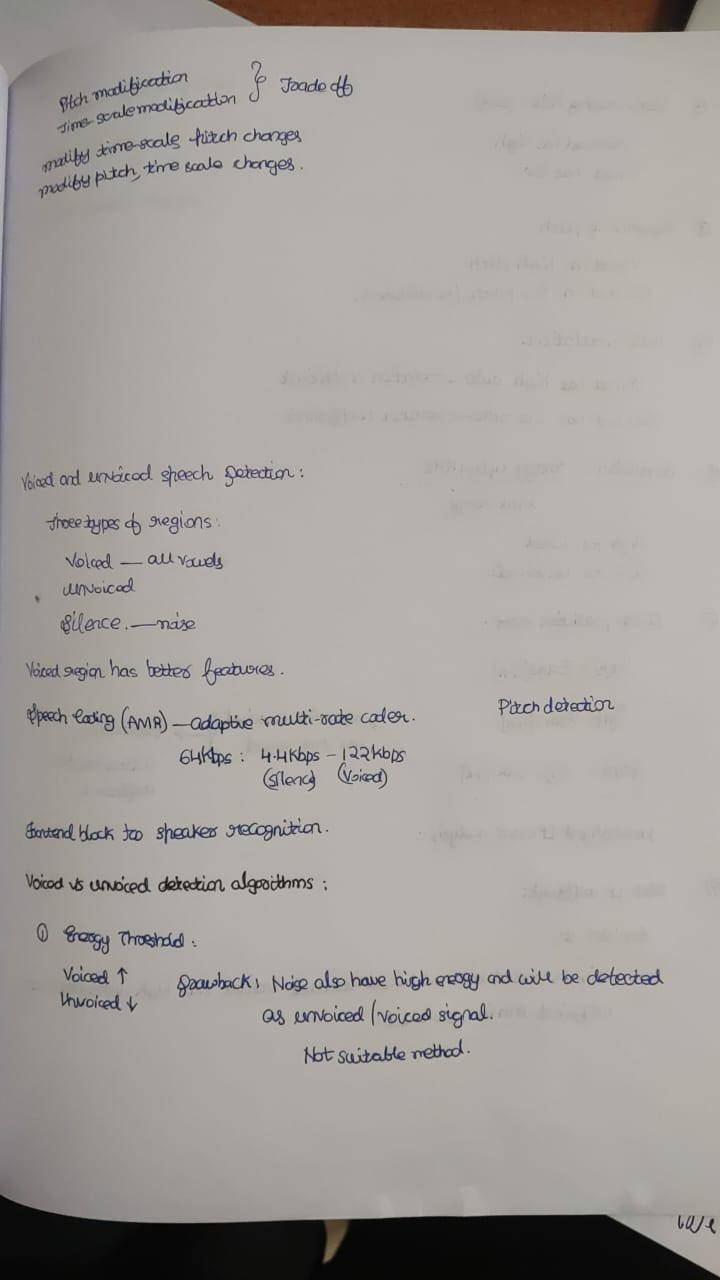 Pitch modification
Time-scale modification } Trade off
modify time-scale, pitch changes
modify pitch, time scale changes.
Voiced and unvoiced speech Detection:
Three types of regions:
Voiced — all vowels
Unvoiced
Silence. — noise
Voiced region has better features.
Speech Coding (AMR) — adaptive multi-rate coder.
Pitch detection
64kbps: 4.4kbps - 122kbps
(Silence) (Voiced)
Frontend block for speaker recognition.
Voiced vs unvoiced detection algorithms:
① Energy Threshold:
Voiced ↑ Drawback: Noise also have high energy and will be detected
Unvoiced ↓ as unvoiced/voiced signal.
Not suitable method.